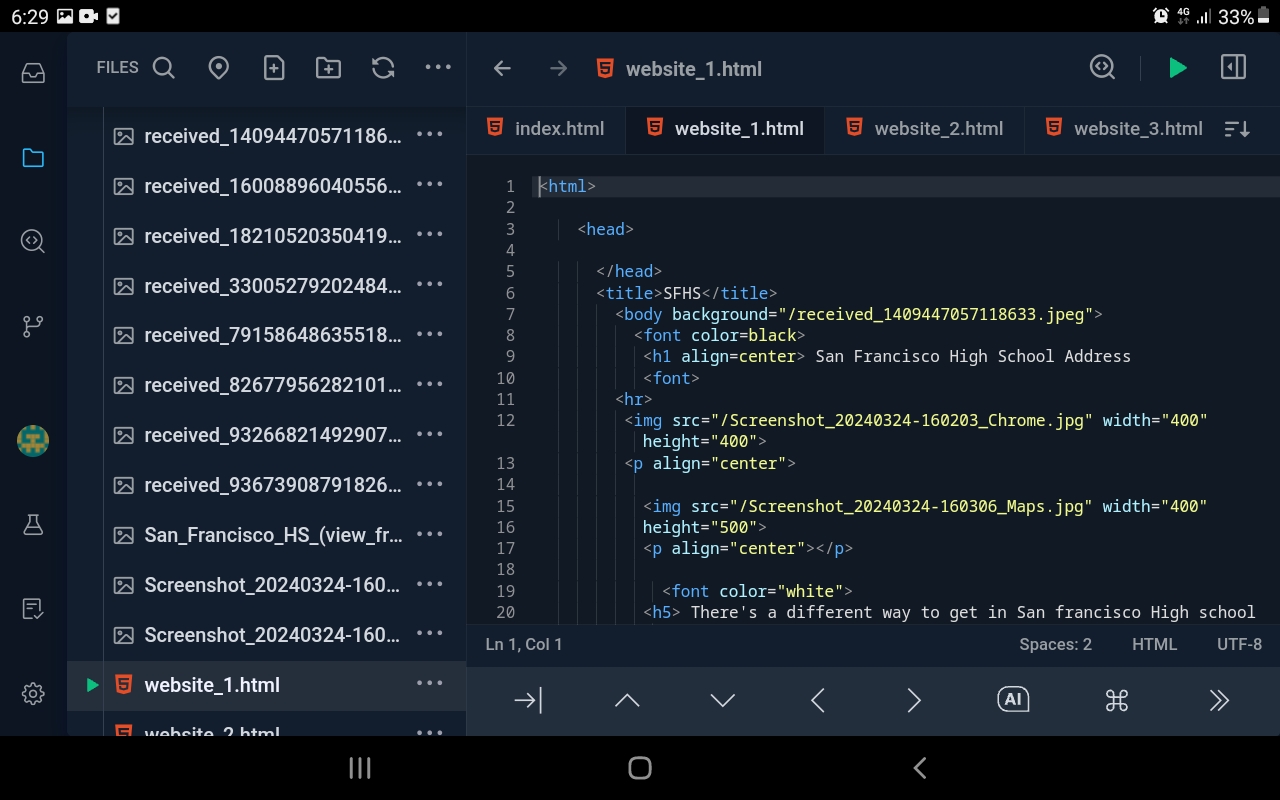 6:29
4G
33%
FILES
website_1.html
index.html
website_1.html
website_2.html
website_3.html
received_14094470571186...
received_16008896040556...
received_18210520350419...
received_33005279202484...
received_79158648635518...
received_82677956282101...
received_93266821492907...
received_93673908791826...
San_Francisco_HS_(view_fr...
Screenshot_20240324-160...
Screenshot_20240324-160...
website_1.html
website_2.html
1 <html>
2
3 <head>
4
5 </head>
6 <title>SFHS</title>
7 <body background="/received_1409447057118633.jpeg">
8 <font color=black>
9 <h1 align=center> San Francisco High School Address
10 <font>
11 <hr>
12 <img src="/Screenshot_20240324-160203_Chrome.jpg" width="400"
height="400">
13 <p align="center">
14
15 <img src="/Screenshot_20240324-160306_Maps.jpg" width="400"
16 height="500">
17 <p align="center"></p>
18
19 <font color="white">
20 <h5> There's a different way to get in San francisco High school
Ln 1, Col 1
Spaces: 2
HTML
UTF-8
AI